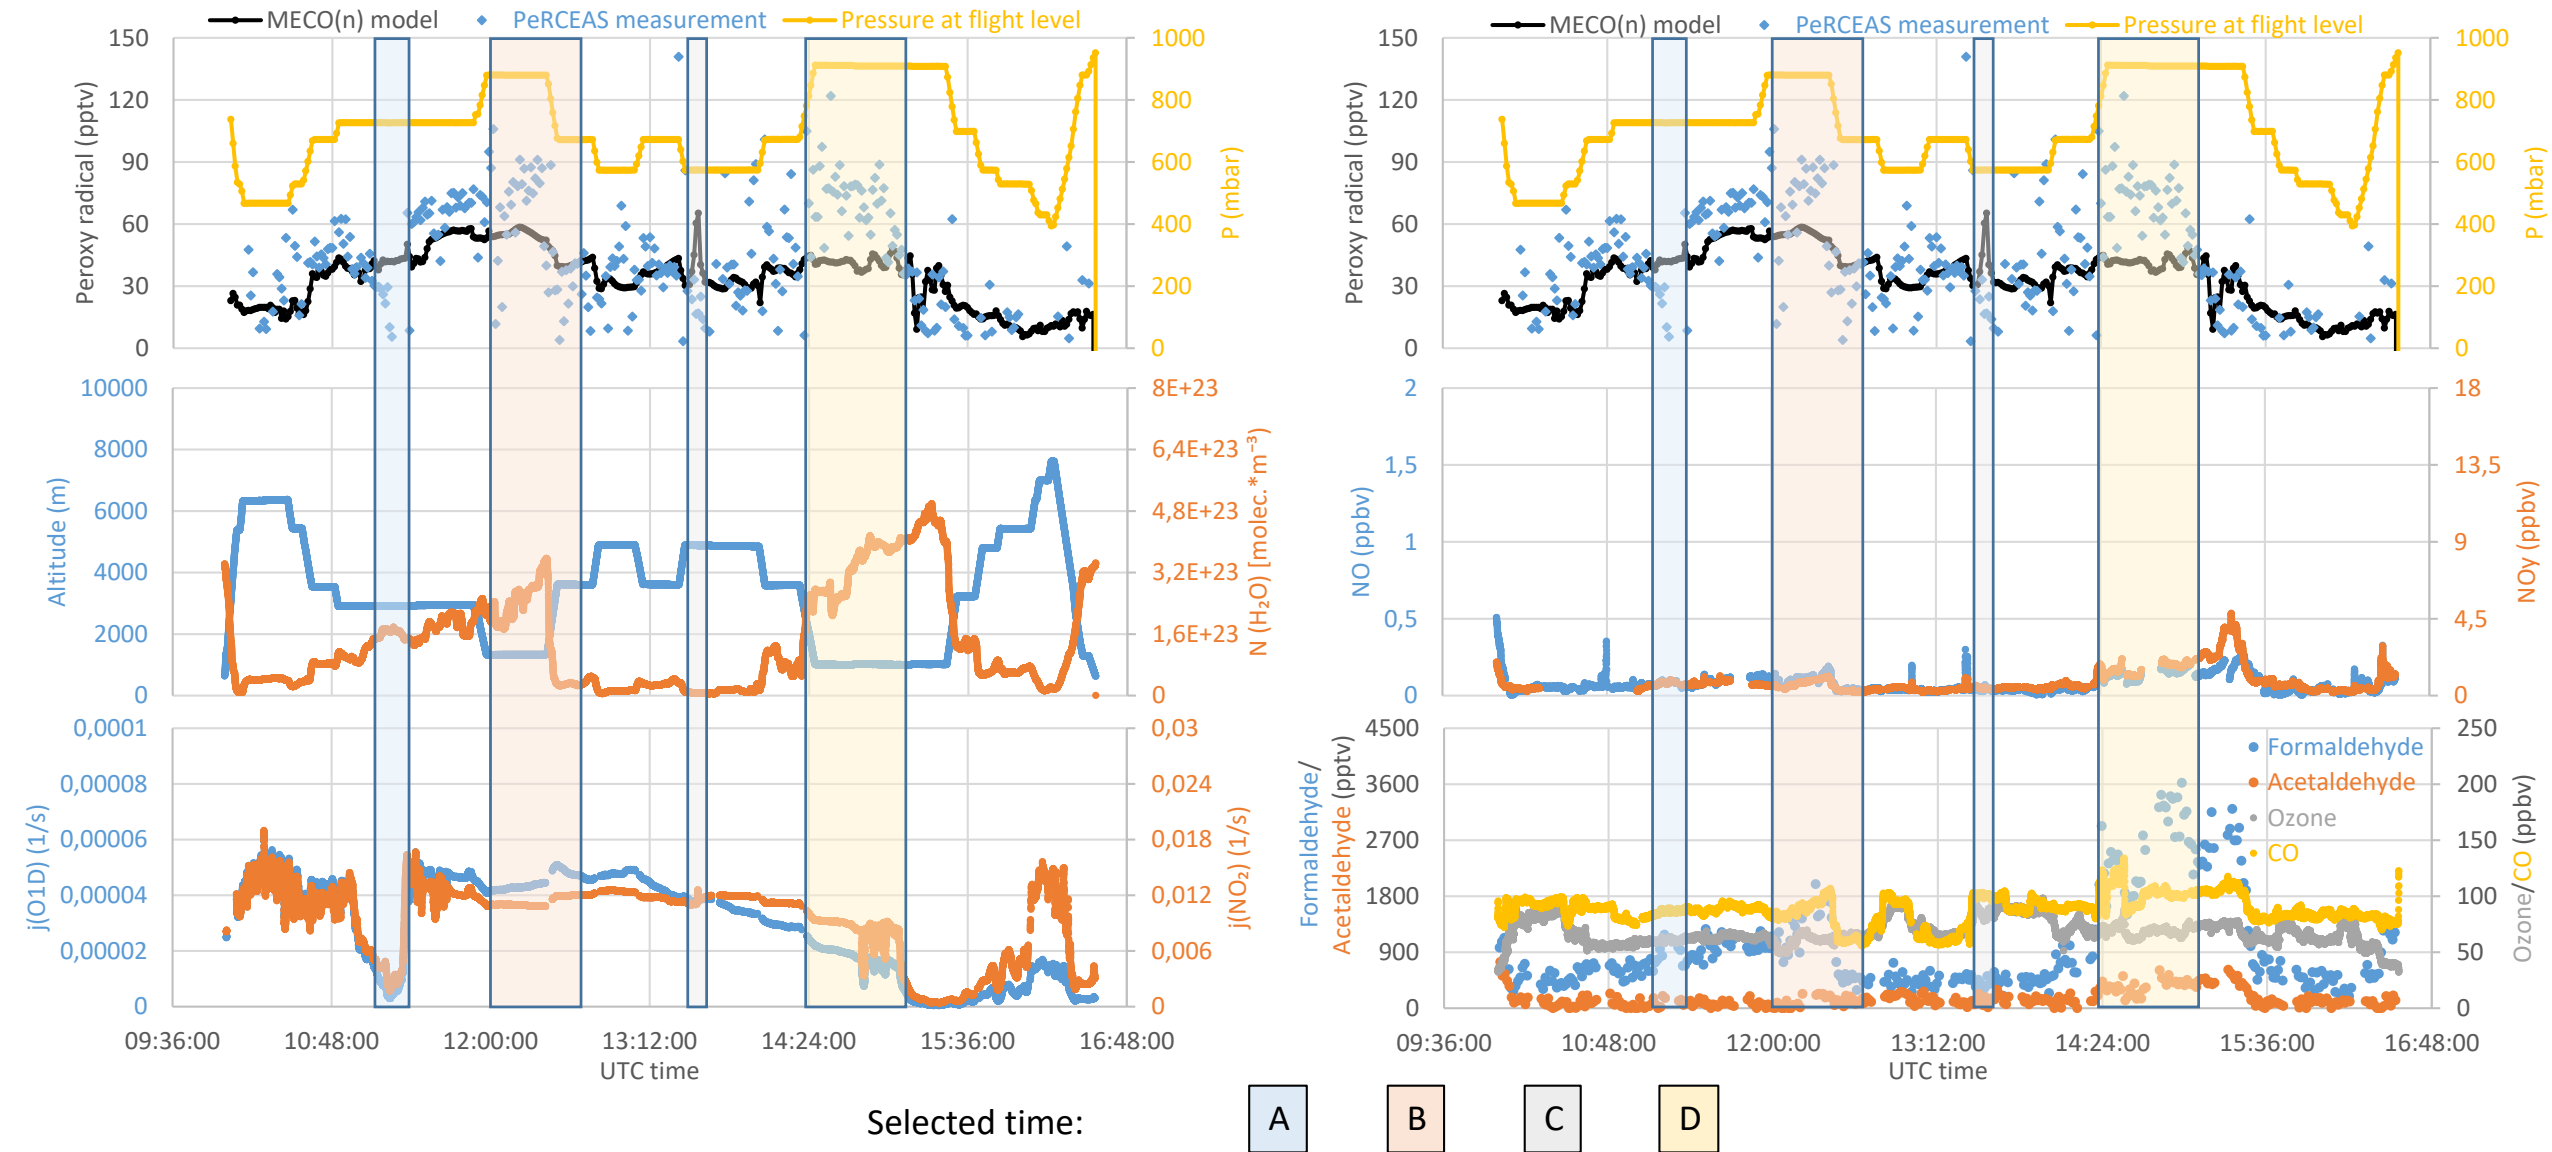 MECO(n) model PeRCEAS measurement Pressure at flight level
150
120
90
60
30
0
Peroxy radical (pptv)
1000
800
600
400
200
0
P (mbar)
10000
8000
6000
4000
2000
0
Altitude (m)
8E+23
6,4E+23
4,8E+23
3,2E+23
1,6E+23
0
N (H₂O) [molec.*m⁻³)
0,0001
0,00008
0,00006
0,00004
0,00002
0
j(O1D) (1/s)
0,03
0,024
0,018
0,012
0,006
0
j(NO₂) (1/s)
09:36:00 10:48:00 12:00:00 13:12:00 14:24:00 15:36:00 16:48:00
UTC time
MECO(n) model PeRCEAS measurement Pressure at flight level
150
120
90
60
30
0
Peroxy radical (pptv)
1000
800
600
400
200
0
P (mbar)
2
1,5
1
0,5
0
NO (ppbv)
18
13,5
9
4,5
0
NOy (ppbv)
4500
3600
2700
1800
900
0
Formaldehyde/
Acetaldehyde (pptv)
250
200
150
100
50
0
Ozone/CO (ppbv)
Formaldehyde
Acetaldehyde
Ozone
CO
09:36:00 10:48:00 12:00:00 13:12:00 14:24:00 15:36:00 16:48:00
UTC time
Selected time: A B C D